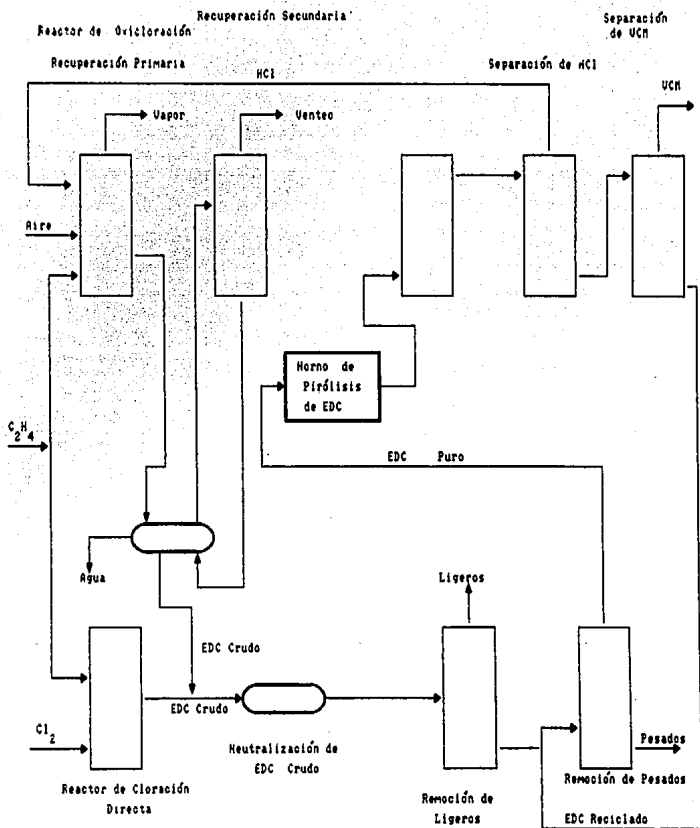 Recuperación Secundaria
Separación
de VCM
Reactor de Oxicloración
Recuperación Primaria
HCl
Separación de HCl
VCM
Vapor
Venteo
Aire
Horno de
Pirólisis
de EDC
C2H4
EDC Puro
Agua
Ligeros
EDC Crudo
EDC Crudo
Cl2
Neutralización de
EDC Crudo
Pesados
Reactor de Cloración
Directa
Remoción de
Ligeros
Remoción de Pesados
EDC Reciclado